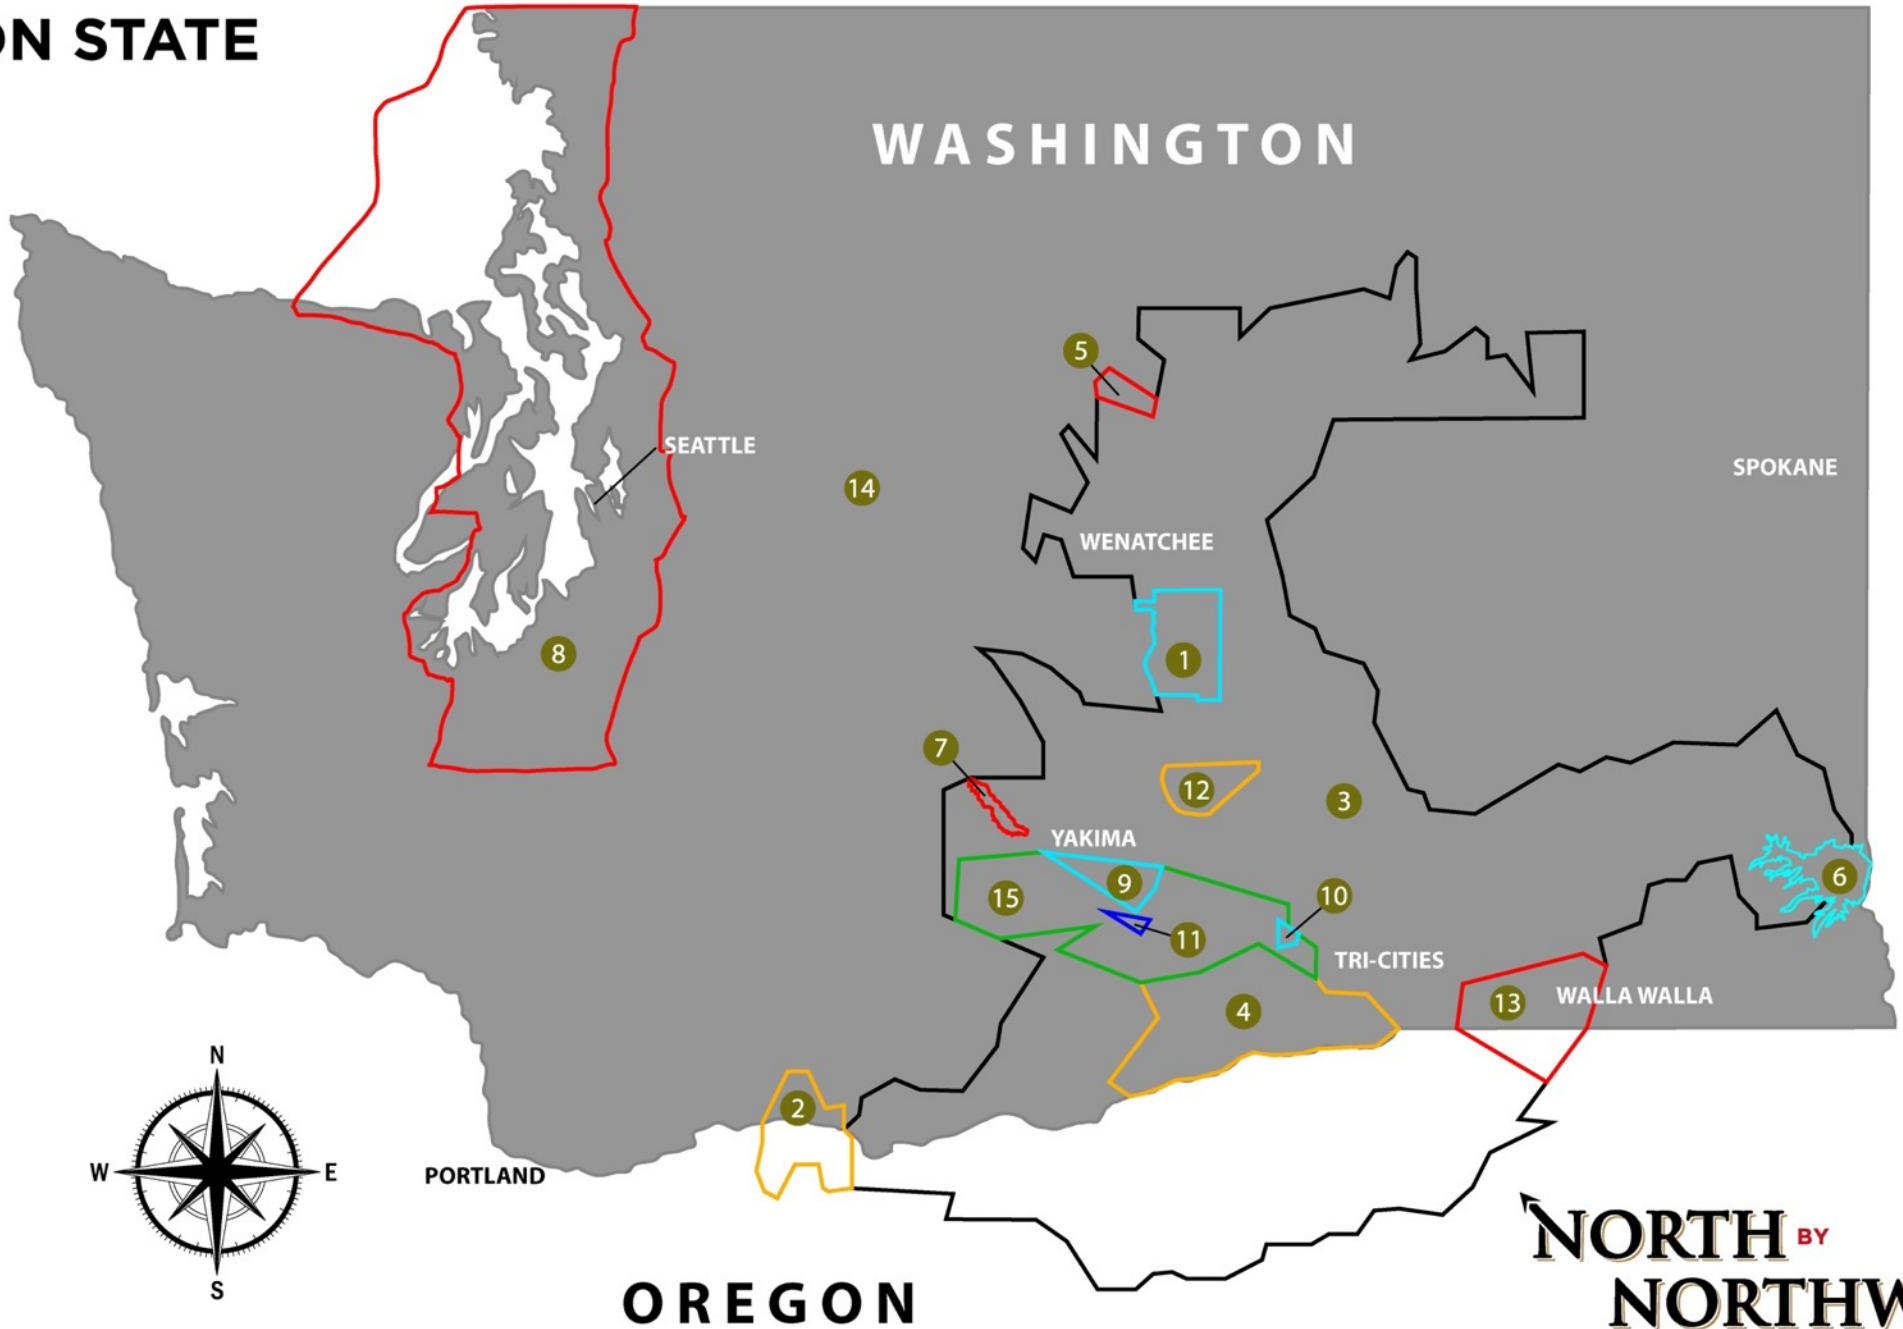 ON STATE
WASHINGTON
5
SEATTLE
SPOKANE
14
WENATCHEE
8
1
7
12
3
YAKIMA
9
6
15
10
11
TRI-CITIES
13
WALLA WALLA
4
N
2
W
E
PORTLAND
S
NORTH BY
NORTHW
OREGON